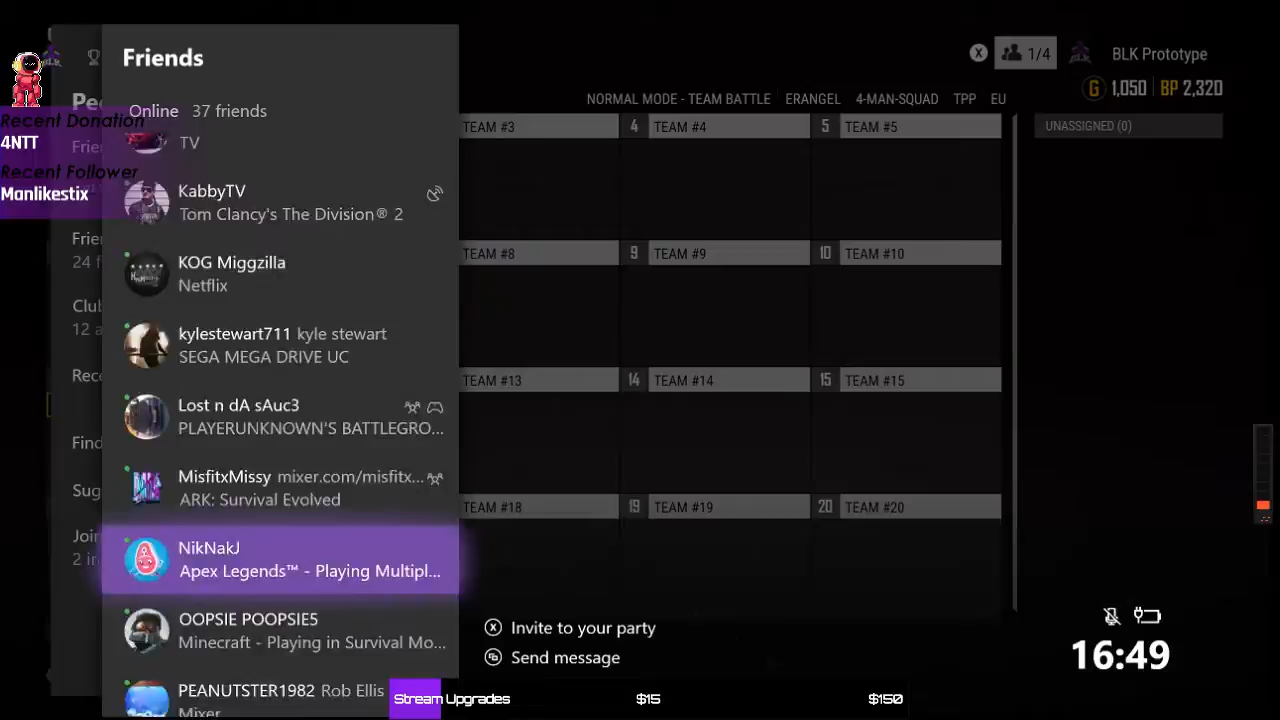 Friends
Online 37 friends
TV
KabbyTV
Tom Clancy's The Division® 2
KOG Miggzilla
Netflix
kylestewart711 kyle stewart
SEGA MEGA DRIVE UC
Lost n dA sAuc3
PLAYERUNKNOWN'S BATTLEGRO...
MisfitxMissy mixer.com/misfitx...
ARK: Survival Evolved
NikNakJ
Apex Legends™ - Playing Multipl...
OOPSIE POOPSIE5
Minecraft - Playing in Survival Mo...
PEANUTSTER1982 Rob Ellis
Mixer
Recent Donation
4NTT
Recent Follower
Manlikestix
24 f
12 a
2 in
X 1/4 BLK Prototype
G 1,050 BP 2,320
NORMAL MODE - TEAM BATTLE ERANGEL 4-MAN-SQUAD TPP EU
TEAM #3 4 TEAM #4 5 TEAM #5
UNASSIGNED (0)
TEAM #8 9 TEAM #9 10 TEAM #10
TEAM #13 14 TEAM #14 15 TEAM #15
TEAM #18 19 TEAM #19 20 TEAM #20
X Invite to your party
Send message
16:49
Stream Upgrades $15 $150